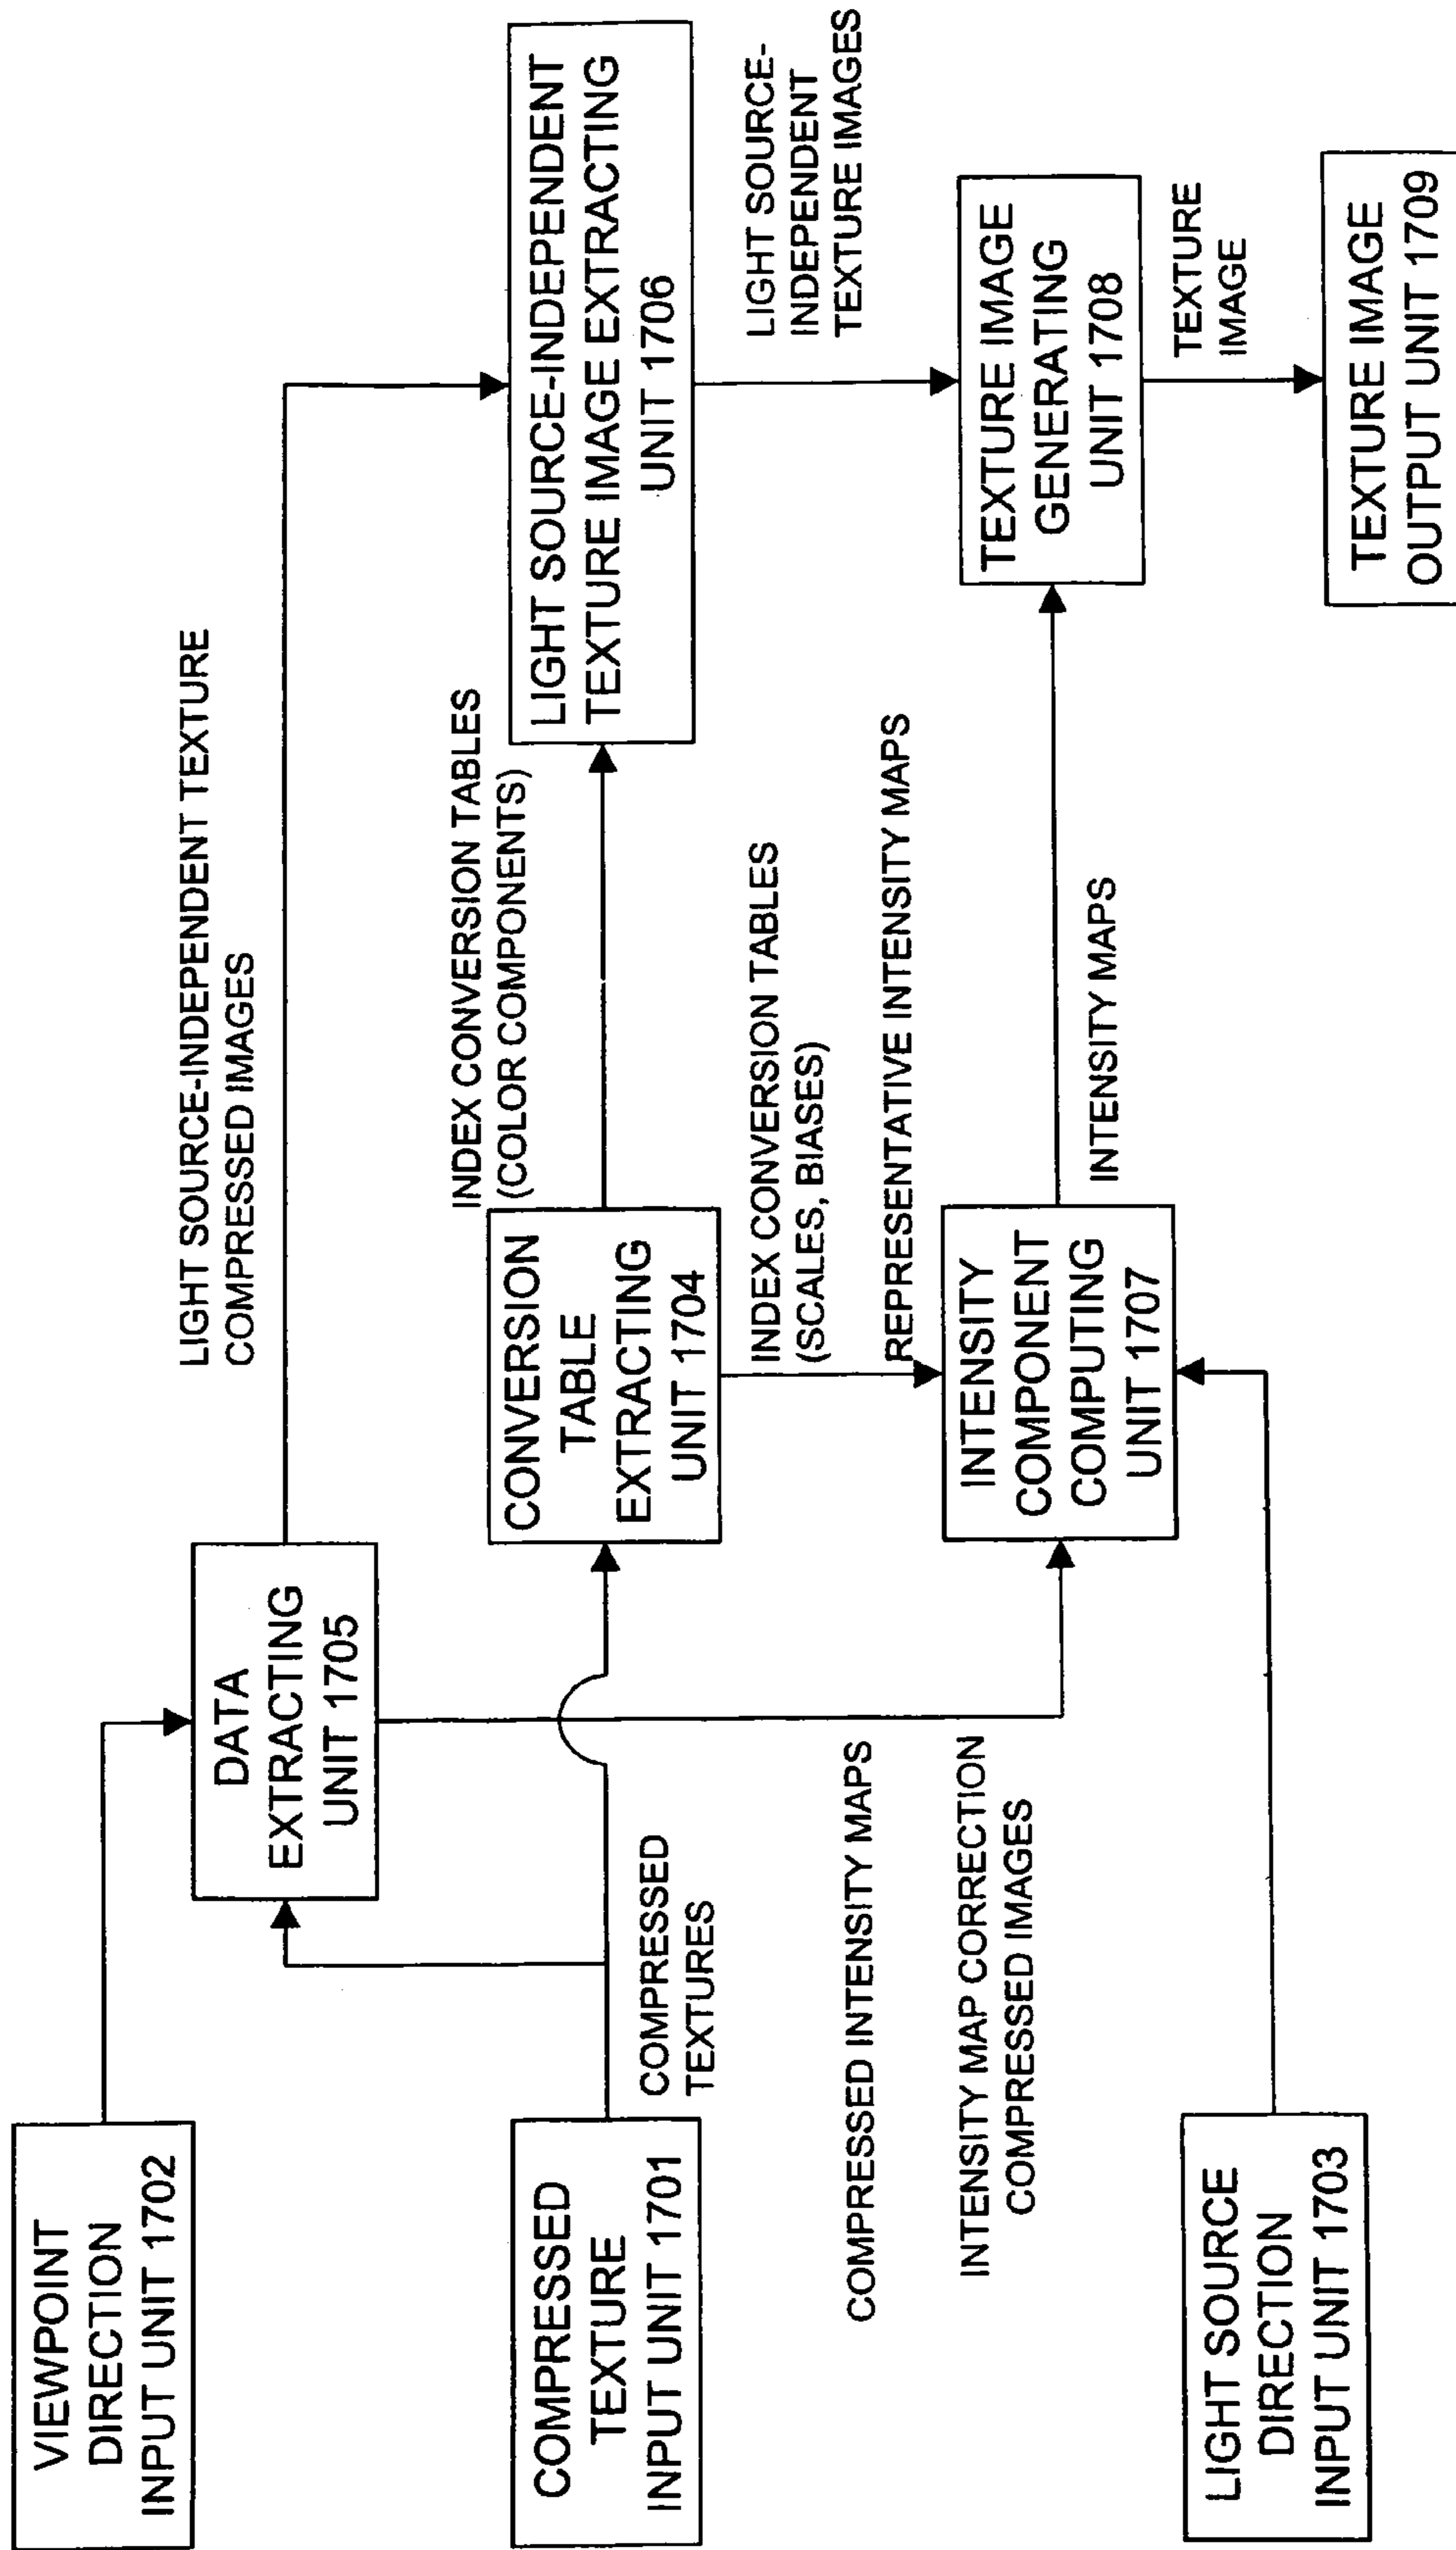 VIEWPOINT
DIRECTION
INPUT UNIT 1702
COMPRESSED
TEXTURE
INPUT UNIT 1701
LIGHT SOURCE
DIRECTION
INPUT UNIT 1703
COMPRESSED
TEXTURES
DATA
EXTRACTING
UNIT 1705
COMPRESSED INTENSITY MAPS
INTENSITY MAP CORRECTION
COMPRESSED IMAGES
LIGHT SOURCE-INDEPENDENT TEXTURE
COMPRESSED IMAGES
CONVERSION
TABLE
EXTRACTING
UNIT 1704
INDEX CONVERSION TABLES
(COLOR COMPONENTS)
INDEX CONVERSION TABLES
(SCALES, BIASES)
REPRESENTATIVE INTENSITY MAPS
INTENSITY
COMPONENT
COMPUTING
UNIT 1707
INTENSITY MAPS
LIGHT SOURCE-INDEPENDENT
TEXTURE IMAGE EXTRACTING
UNIT 1706
LIGHT SOURCE-
INDEPENDENT
TEXTURE IMAGES
TEXTURE IMAGE
GENERATING
UNIT 1708
TEXTURE
IMAGE
TEXTURE IMAGE
OUTPUT UNIT 1709